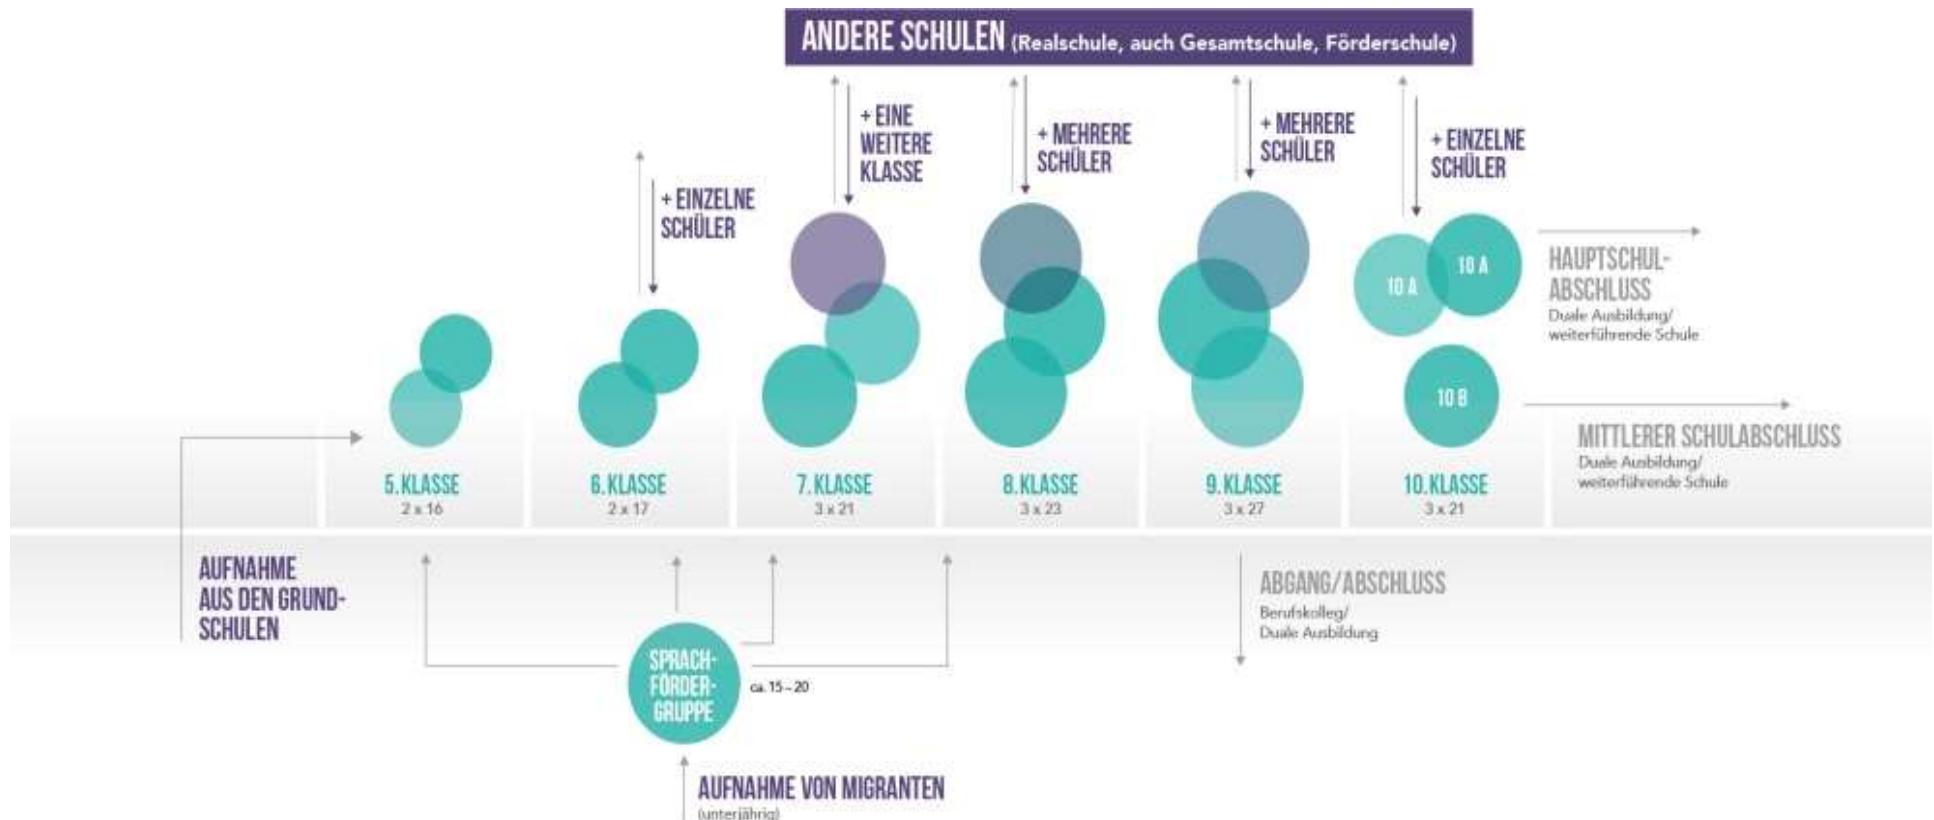 ANDERE SCHULEN (Realschule, auch Gesamtschule, Förderschule)
+ EINZELNE
SCHÜLER
+ EINE
WEITERE
KLASSE
+ MEHRERE
SCHÜLER
+ MEHRERE
SCHÜLER
+ EINZELNE
SCHÜLER
10 A
10 A
10 B
HAUPTSCHUL-
ABSCHLUSS
Duale Ausbildung/
weiterführende Schule
MITTLERER SCHULABSCHLUSS
Duale Ausbildung/
weiterführende Schule
5. KLASSE
2 x 16
6. KLASSE
2 x 17
7. KLASSE
3 x 21
8. KLASSE
3 x 23
9. KLASSE
3 x 27
10. KLASSE
3 x 21
AUFNAHME
AUS DEN GRUND-
SCHULEN
ABGANG/ABSCHLUSS
Berufskolleg/
Duale Ausbildung
SPRACH-
FÖRDER-
GRUPPE
ca. 15 – 20
AUFNAHME VON MIGRANTEN
(unterjährig)